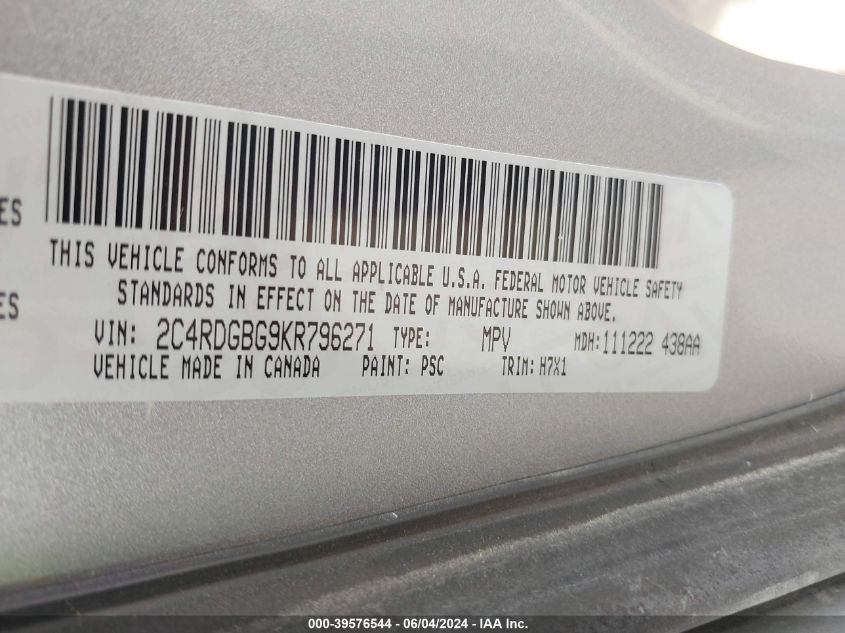 ES
THIS VEHICLE CONFORMS TO ALL APPLICABLE U.S.A. FEDERAL MOTOR VEHICLE SAFETY
STANDARDS IN EFFECT ON THE DATE OF MANUFACTURE SHOWN ABOVE.
ES
VIN: 2C4RDGBG9KR796271 TYPE: MPV MDH:111222 438AA
VEHICLE MADE IN CANADA PAINT: PSC TRIM: H7X1
000-39576544 / 06/04/2024 - IAA Inc.